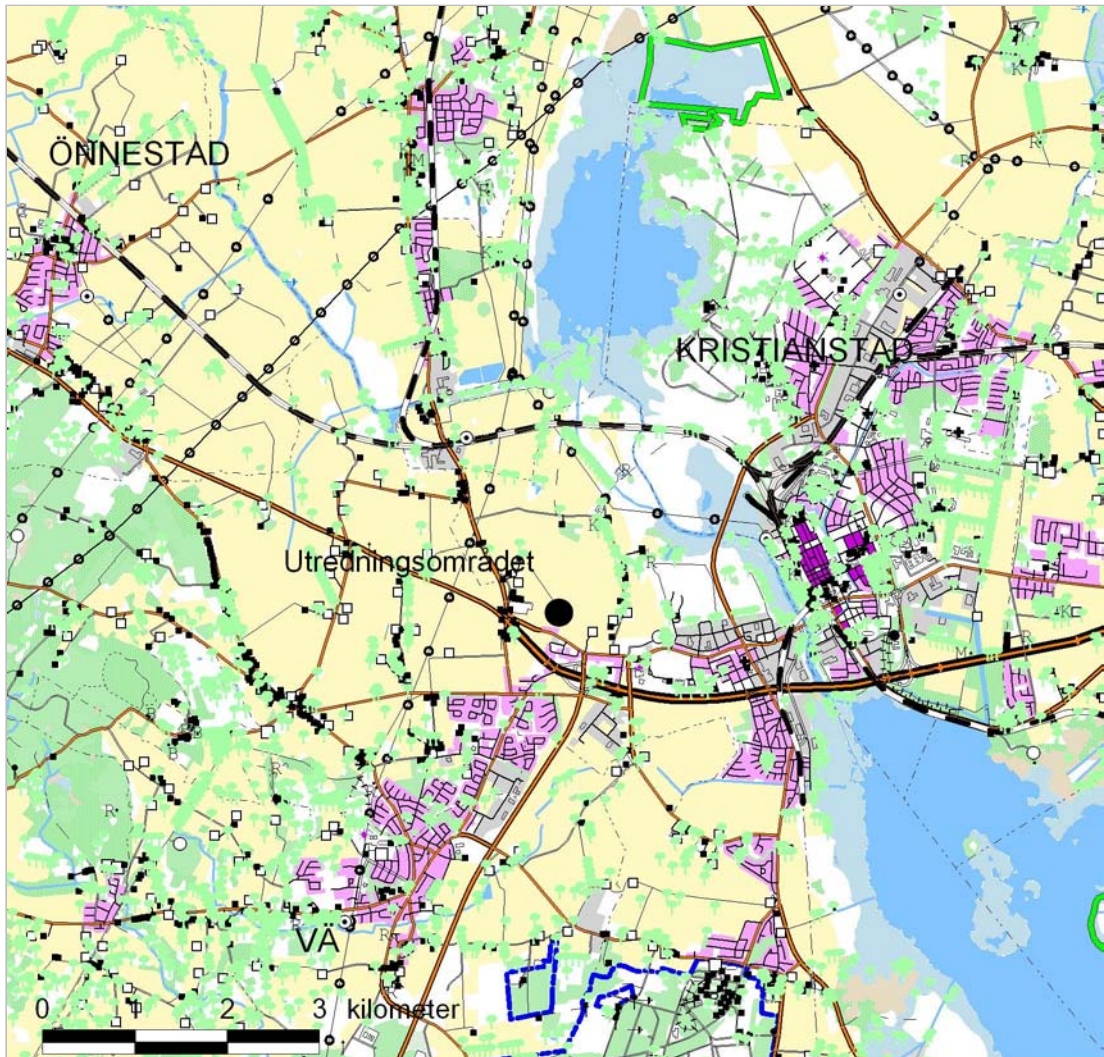 ÖNNESTAD
KRISTIANSTAD
Utredningsområdet
VÄ
0 1 2 3 kilometer